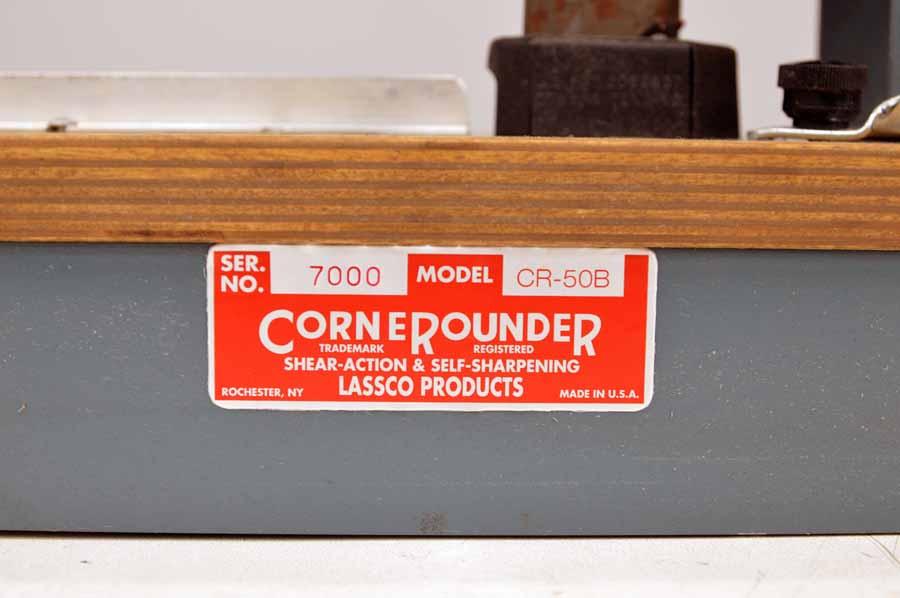 SER. NO. 7000 MODEL CR-50B
CORNEROUNDER
TRADEMARK REGISTERED
SHEAR-ACTION & SELF-SHARPENING
ROCHESTER, NY LASSCO PRODUCTS MADE IN U.S.A.